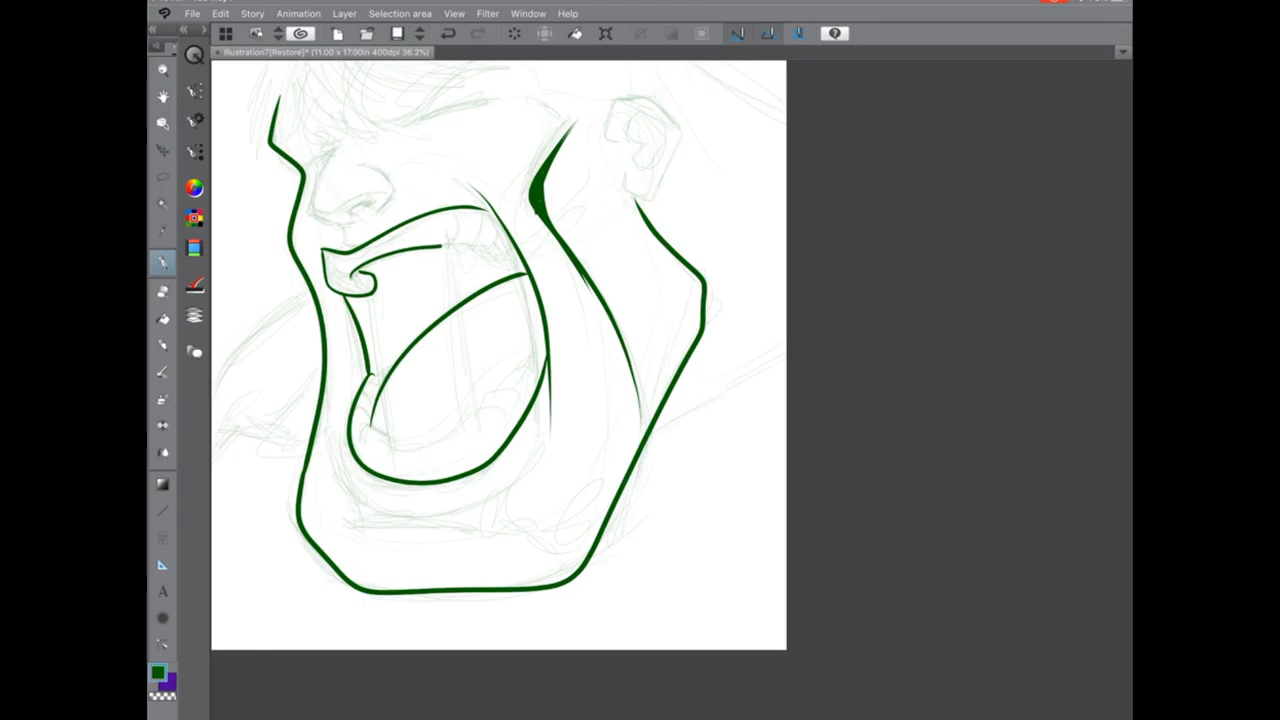 File Edit Story Animation Layer Selection area View Filter Window Help
Illustration7[Restore]* (11.00 x 17.00in 400dpi 36.2%)